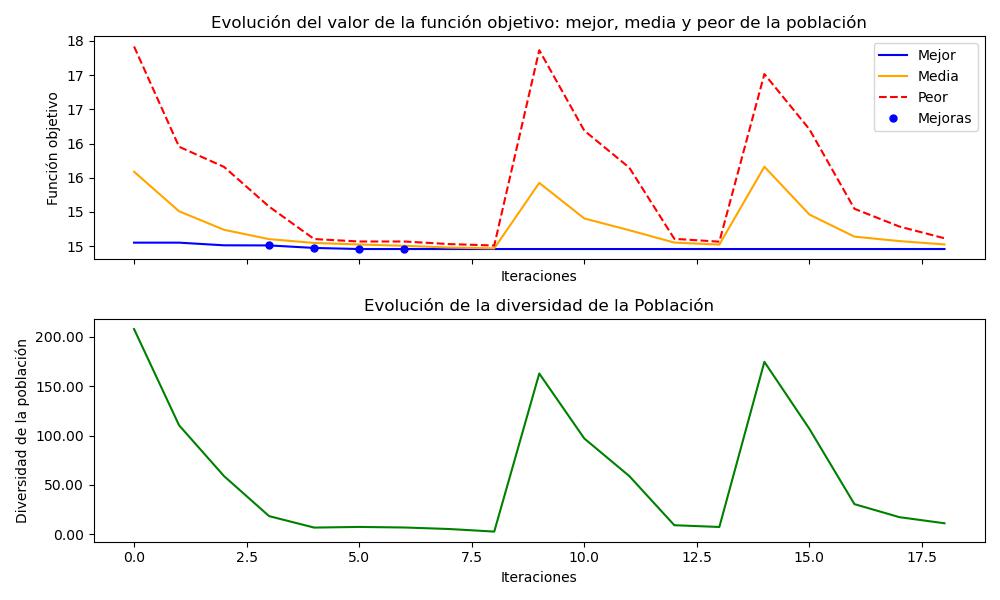 Evolución del valor de la función objetivo: mejor, media y peor de la población
18
17
17
16
16
15
15
Función objetivo
Mejor
Media
Peor
Mejoras
Iteraciones
Evolución de la diversidad de la Población
200.00
150.00
100.00
50.00
0.00
Diversidad de la población
0.0 2.5 5.0 7.5 10.0 12.5 15.0 17.5
Iteraciones